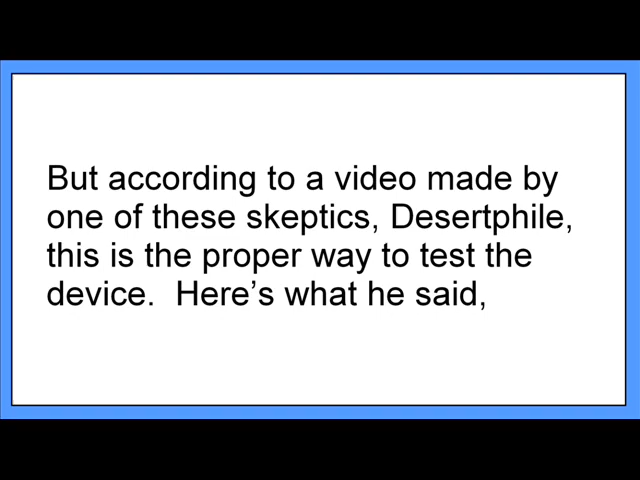 But according to a video made by
one of these skeptics, Desertphile,
this is the proper way to test the
device.  Here’s what he said,